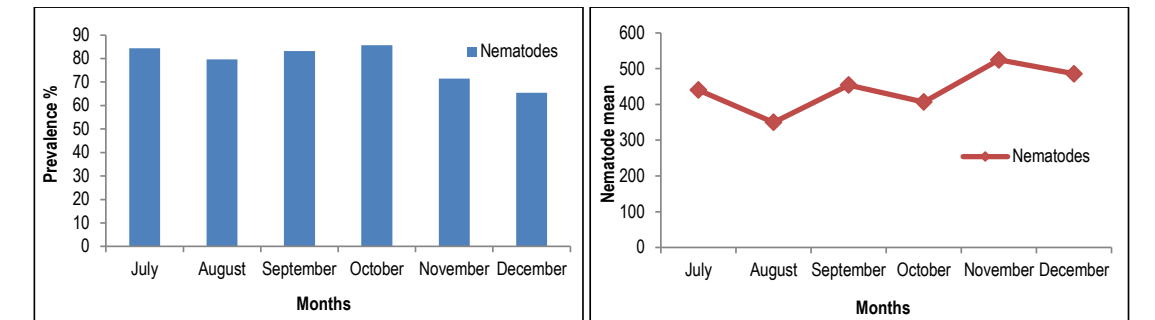 90
80
70
60
50
40
30
20
10
0
Prevalence %
Nematodes
July August September October November December
Months
600
500
400
300
200
100
0
Nematode mean
Nematodes
July August September October November December
Months